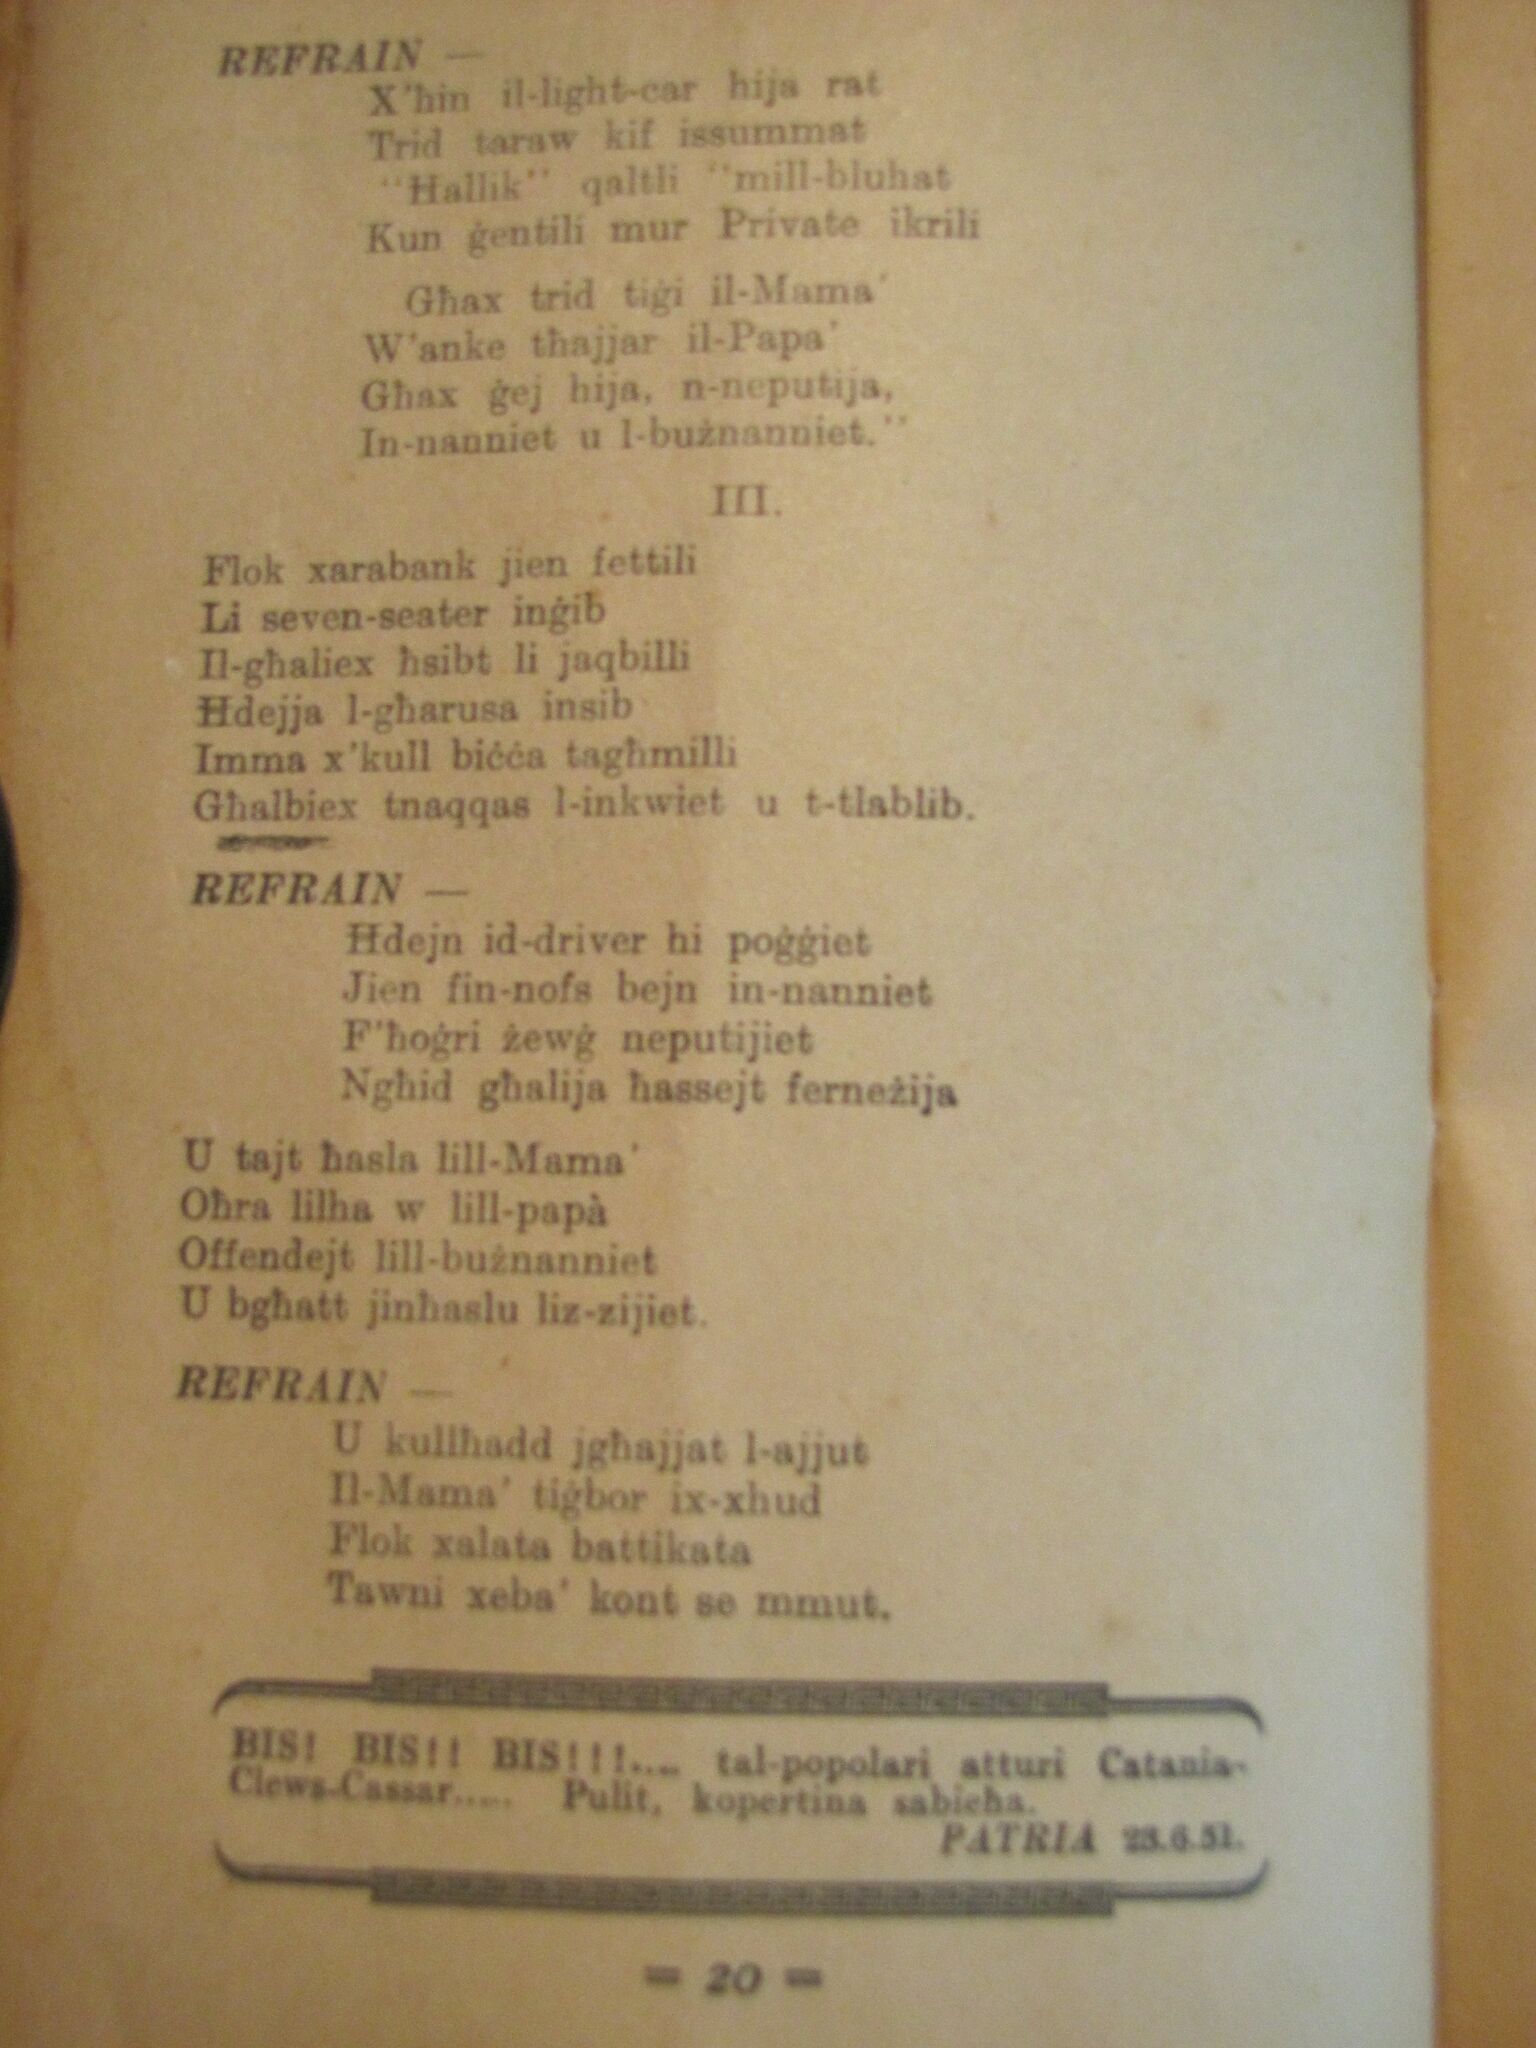 REFRAIN —
X'ħin il-light-car hija rat
Trid taraw kif issummat
"Ħallik" qaltli "mill-bluhat
Kun ġentili mur Private ikrili
Għax trid tiġi il-Mama'
W'anke tħajjar il-Papa'
Għax ġej hija, n-neputija,
In-nanniet u l-bużnanniet."
III.
Flok xarabank jien fettili
Li seven-seater inġib
Il-għaliex ħsibt li jaqbilli
Ħdejja l-għarusa insib
Imma x'kull biċċa tagħmilli
Għalbiex tnaqqas l-inkwiet u t-tlablib.
REFRAIN —
Ħdejn id-driver hi poġġiet
Jien fin-nofs bejn in-nanniet
F'ħoġri żewġ neputijiet
Ngħid għalija ħassejt ferneżija
U tajt ħasla lill-Mama'
Oħra lilha w lill-papà
Offendejt lill-bużnanniet
U bgħatt jinħaslu liz-zijiet.
REFRAIN —
U kullħadd jgħajjat l-ajjut
Il-Mama' tiġbor ix-xhud
Flok xalata battikata
Tawni xeba' kont se mmut.
BIS! BIS!! BIS!!!..... tal-popolari atturi Catania-
Clews-Cassar..... Pulit, kopertina sabieħa.
PATRIA 23.6.51.
= 20 =